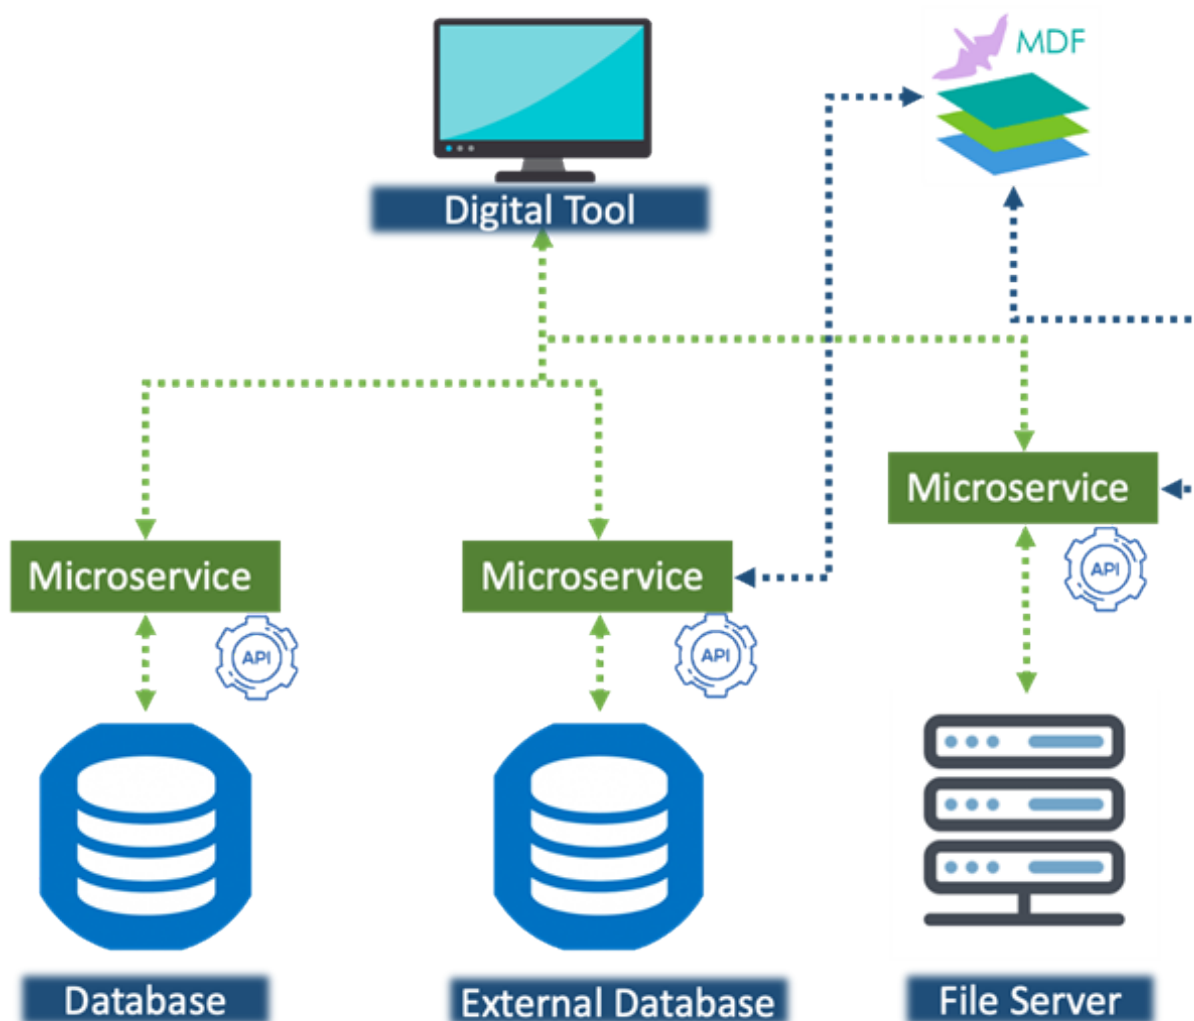 MDF
Digital Tool
Microservice
API
Microservice
Microservice
API
API
Database
External Database
File Server